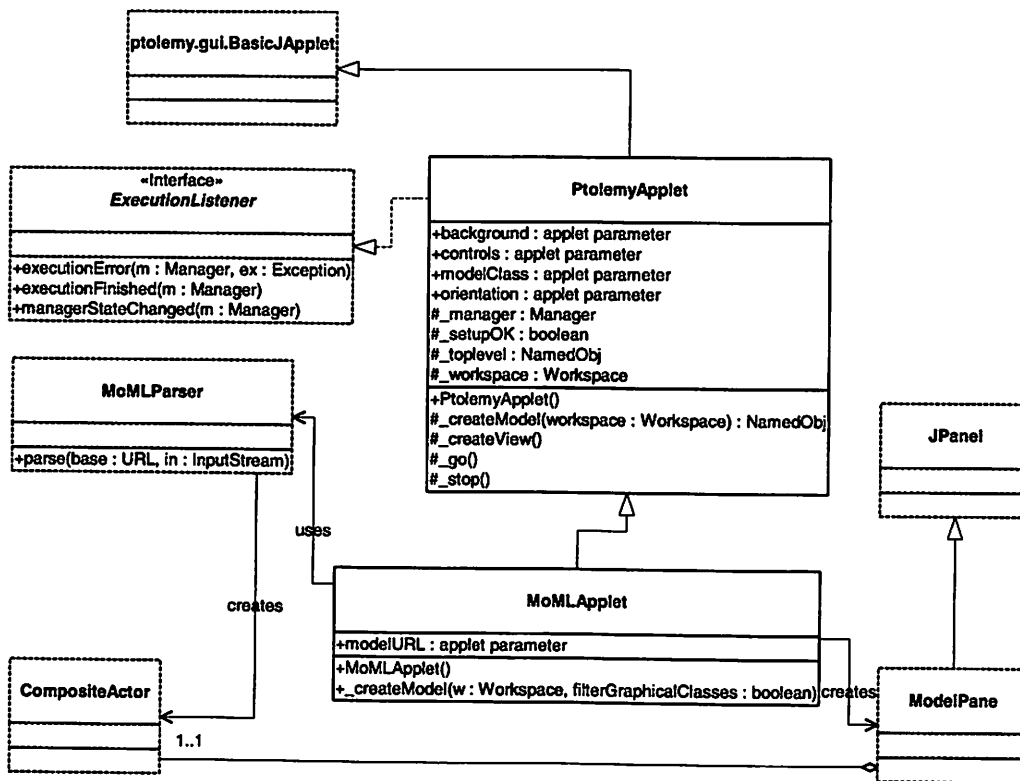 ptolemy.gui.BasicJApplet
«Interface»
ExecutionListener
+executionError(m : Manager, ex : Exception)
+executionFinished(m : Manager)
+managerStateChanged(m : Manager)
PtolemyApplet
+background : applet parameter
+controls : applet parameter
+modelClass : applet parameter
+orientation : applet parameter
#_manager : Manager
#_setupOK : boolean
#_toplevel : NamedObj
#_workspace : Workspace
+PtolemyApplet()
#_createModel(workspace : Workspace) : NamedObj
#_createView()
#_go()
#_stop()
MoMLParser
+parse(base : URL, in : InputStream)
JPanel
uses
creates
MoMLApplet
+modelURL : applet parameter
+MoMLApplet()
+_createModel(w : Workspace, filterGraphicalClasses : boolean)
creates
CompositeActor
1..1
ModelPane